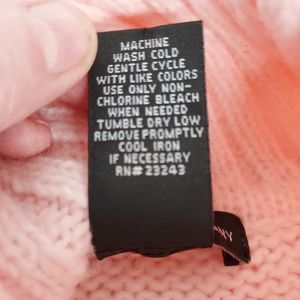 MACHINE
WASH COLD
GENTLE CYCLE
WITH LIKE COLORS
USE ONLY NON-
CHLORINE BLEACH
WHEN NEEDED
TUMBLE DRY LOW
REMOVE PROMPTLY
COOL IRON
IF NECESSARY
RN# 23243